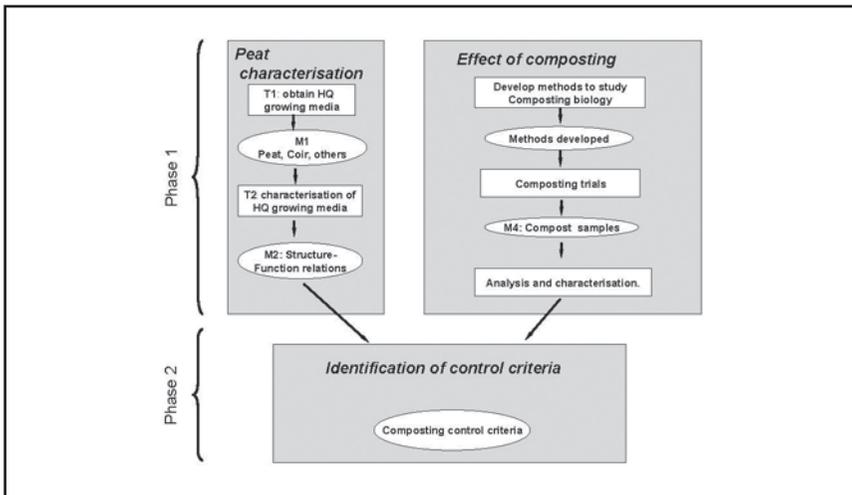 Phase 1
Peat
characterisation
T1: obtain HQ
growing media
M1
Peat, Coir, others
T2 characterisation of
HQ growing media
M2: Structure-
Function relations
Effect of composting
Develop methods to study
Composting biology
Methods developed
Composting trials
M4: Compost samples
Analysis and characterisation.
Phase 2
Identification of control criteria
Composting control criteria